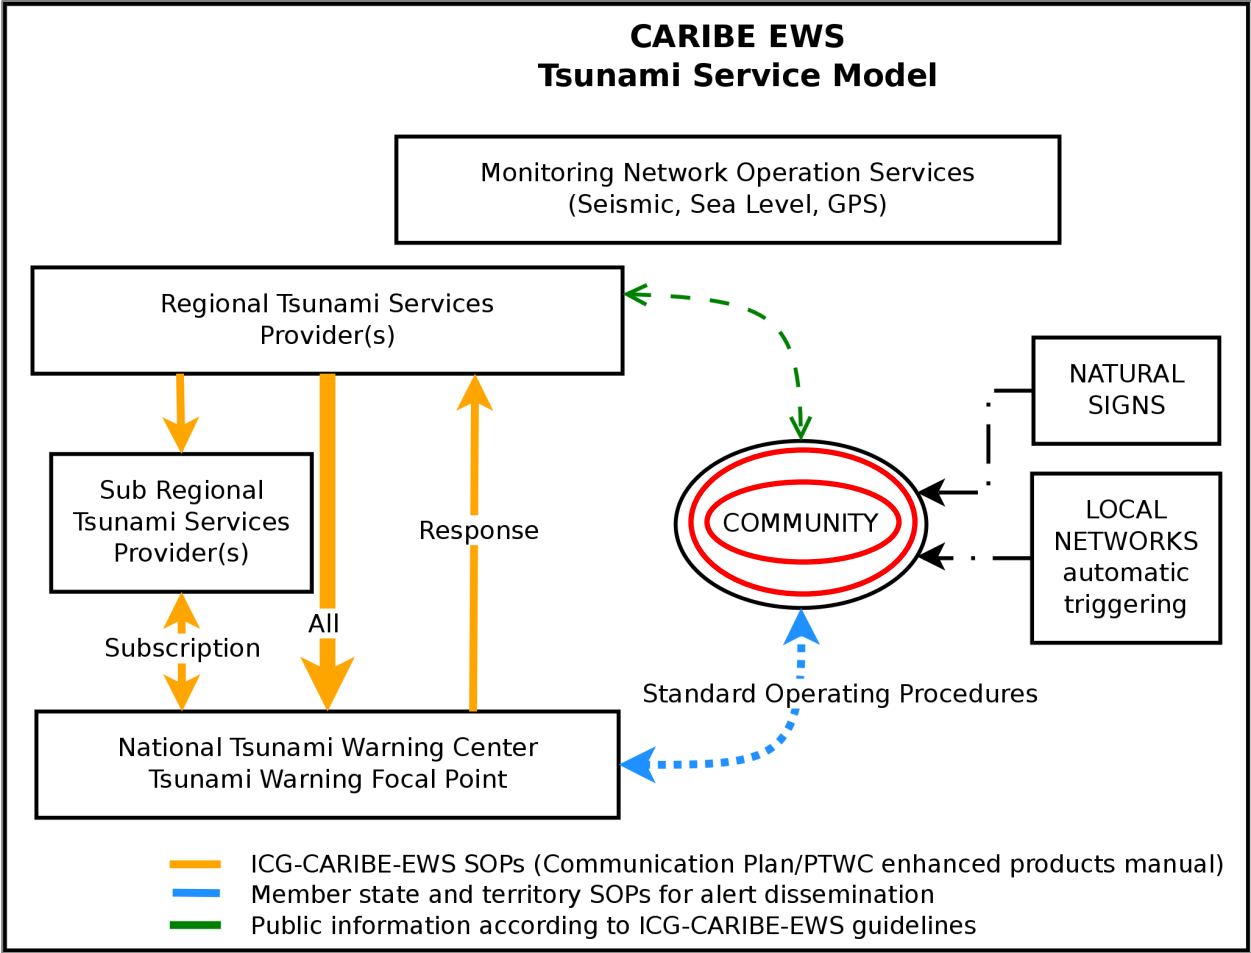 CARIBE EWS
Tsunami Service Model
Monitoring Network Operation Services
(Seismic, Sea Level, GPS)
Regional Tsunami Services
Provider(s)
NATURAL
SIGNS
Sub Regional
Tsunami Services
Provider(s)
Response
COMMUNITY
LOCAL
NETWORKS
automatic
triggering
All
Subscription
Standard Operating Procedures
National Tsunami Warning Center
Tsunami Warning Focal Point
ICG-CARIBE-EWS SOPs (Communication Plan/PTWC enhanced products manual)
Member state and territory SOPs for alert dissemination
Public information according to ICG-CARIBE-EWS guidelines